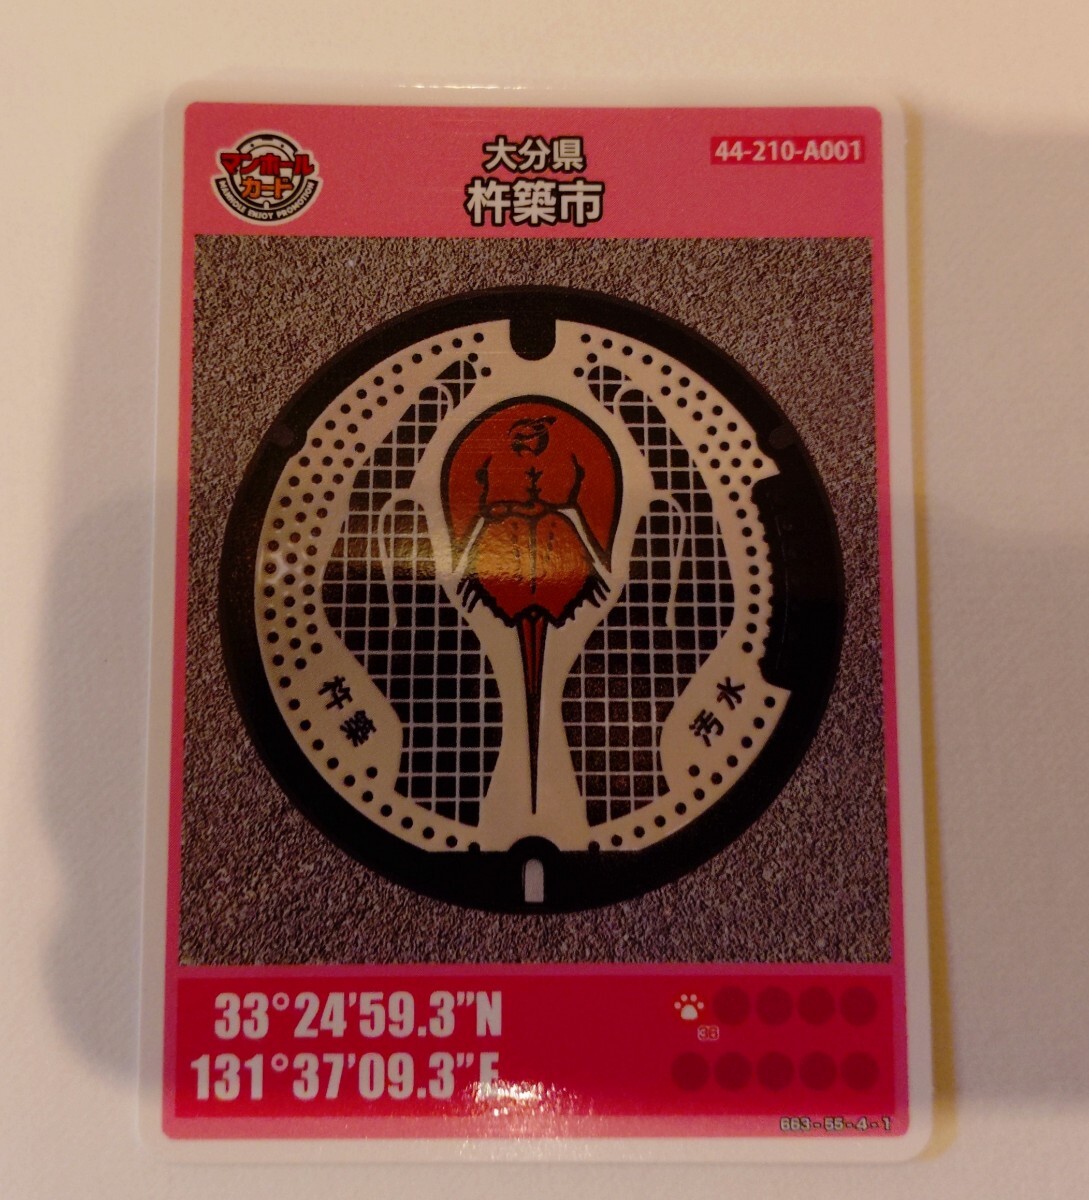 マンホール
カード
MANHOLE ENJOY PROMOTION
大分県
杵築市
44-210-A001
杵築
汚水
33°24'59.3"N
131°37'09.3"E
38
663-55-4-1